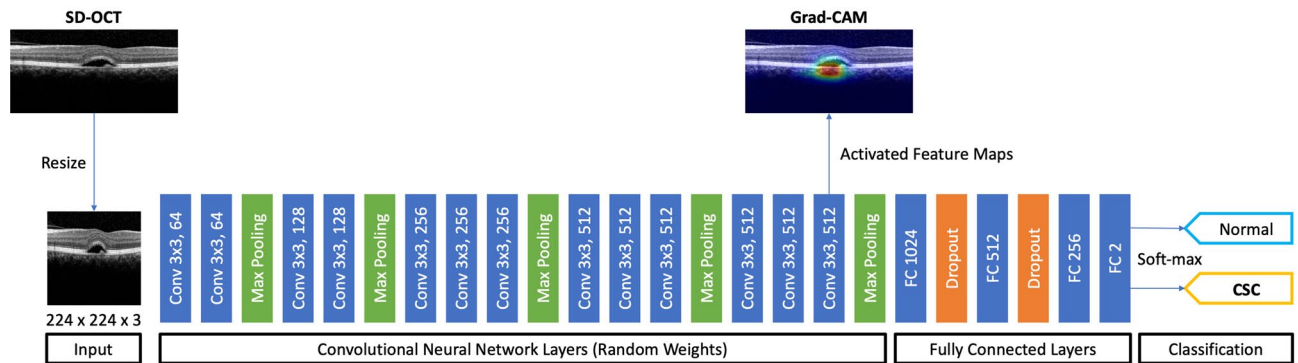 SD-OCT
Grad-CAM
Resize
Activated Feature Maps
Conv 3x3, 64
Conv 3x3, 64
Max Pooling
Conv 3x3, 128
Conv 3x3, 128
Max Pooling
Conv 3x3, 256
Conv 3x3, 256
Conv 3x3, 256
Max Pooling
Conv 3x3, 512
Conv 3x3, 512
Conv 3x3, 512
Max Pooling
Conv 3x3, 512
Conv 3x3, 512
Conv 3x3, 512
Max Pooling
FC 1024
Dropout
FC 512
Dropout
FC 256
FC 2
Normal
Soft-max
CSC
224 x 224 x 3
Input
Convolutional Neural Network Layers (Random Weights)
Fully Connected Layers
Classification